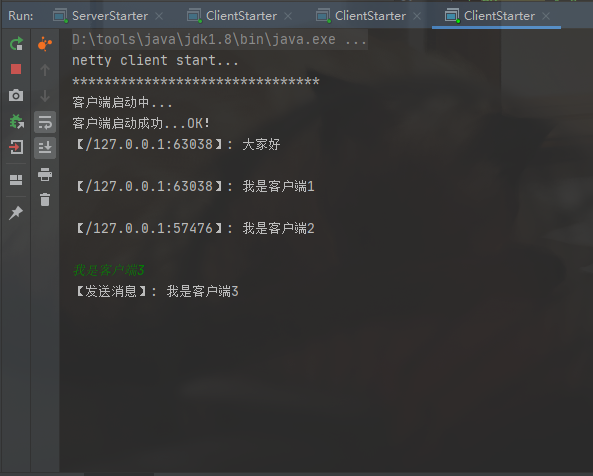 Run: ServerStarter ClientStarter ClientStarter ClientStarter
D:\tools\java\jdk1.8\bin\java.exe ...
netty client start...
*******************************
客户端启动中...
客户端启动成功...OK!
【/127.0.0.1:63038】: 大家好
【/127.0.0.1:63038】: 我是客户端1
【/127.0.0.1:57476】: 我是客户端2
我是客户端3
【发送消息】: 我是客户端3